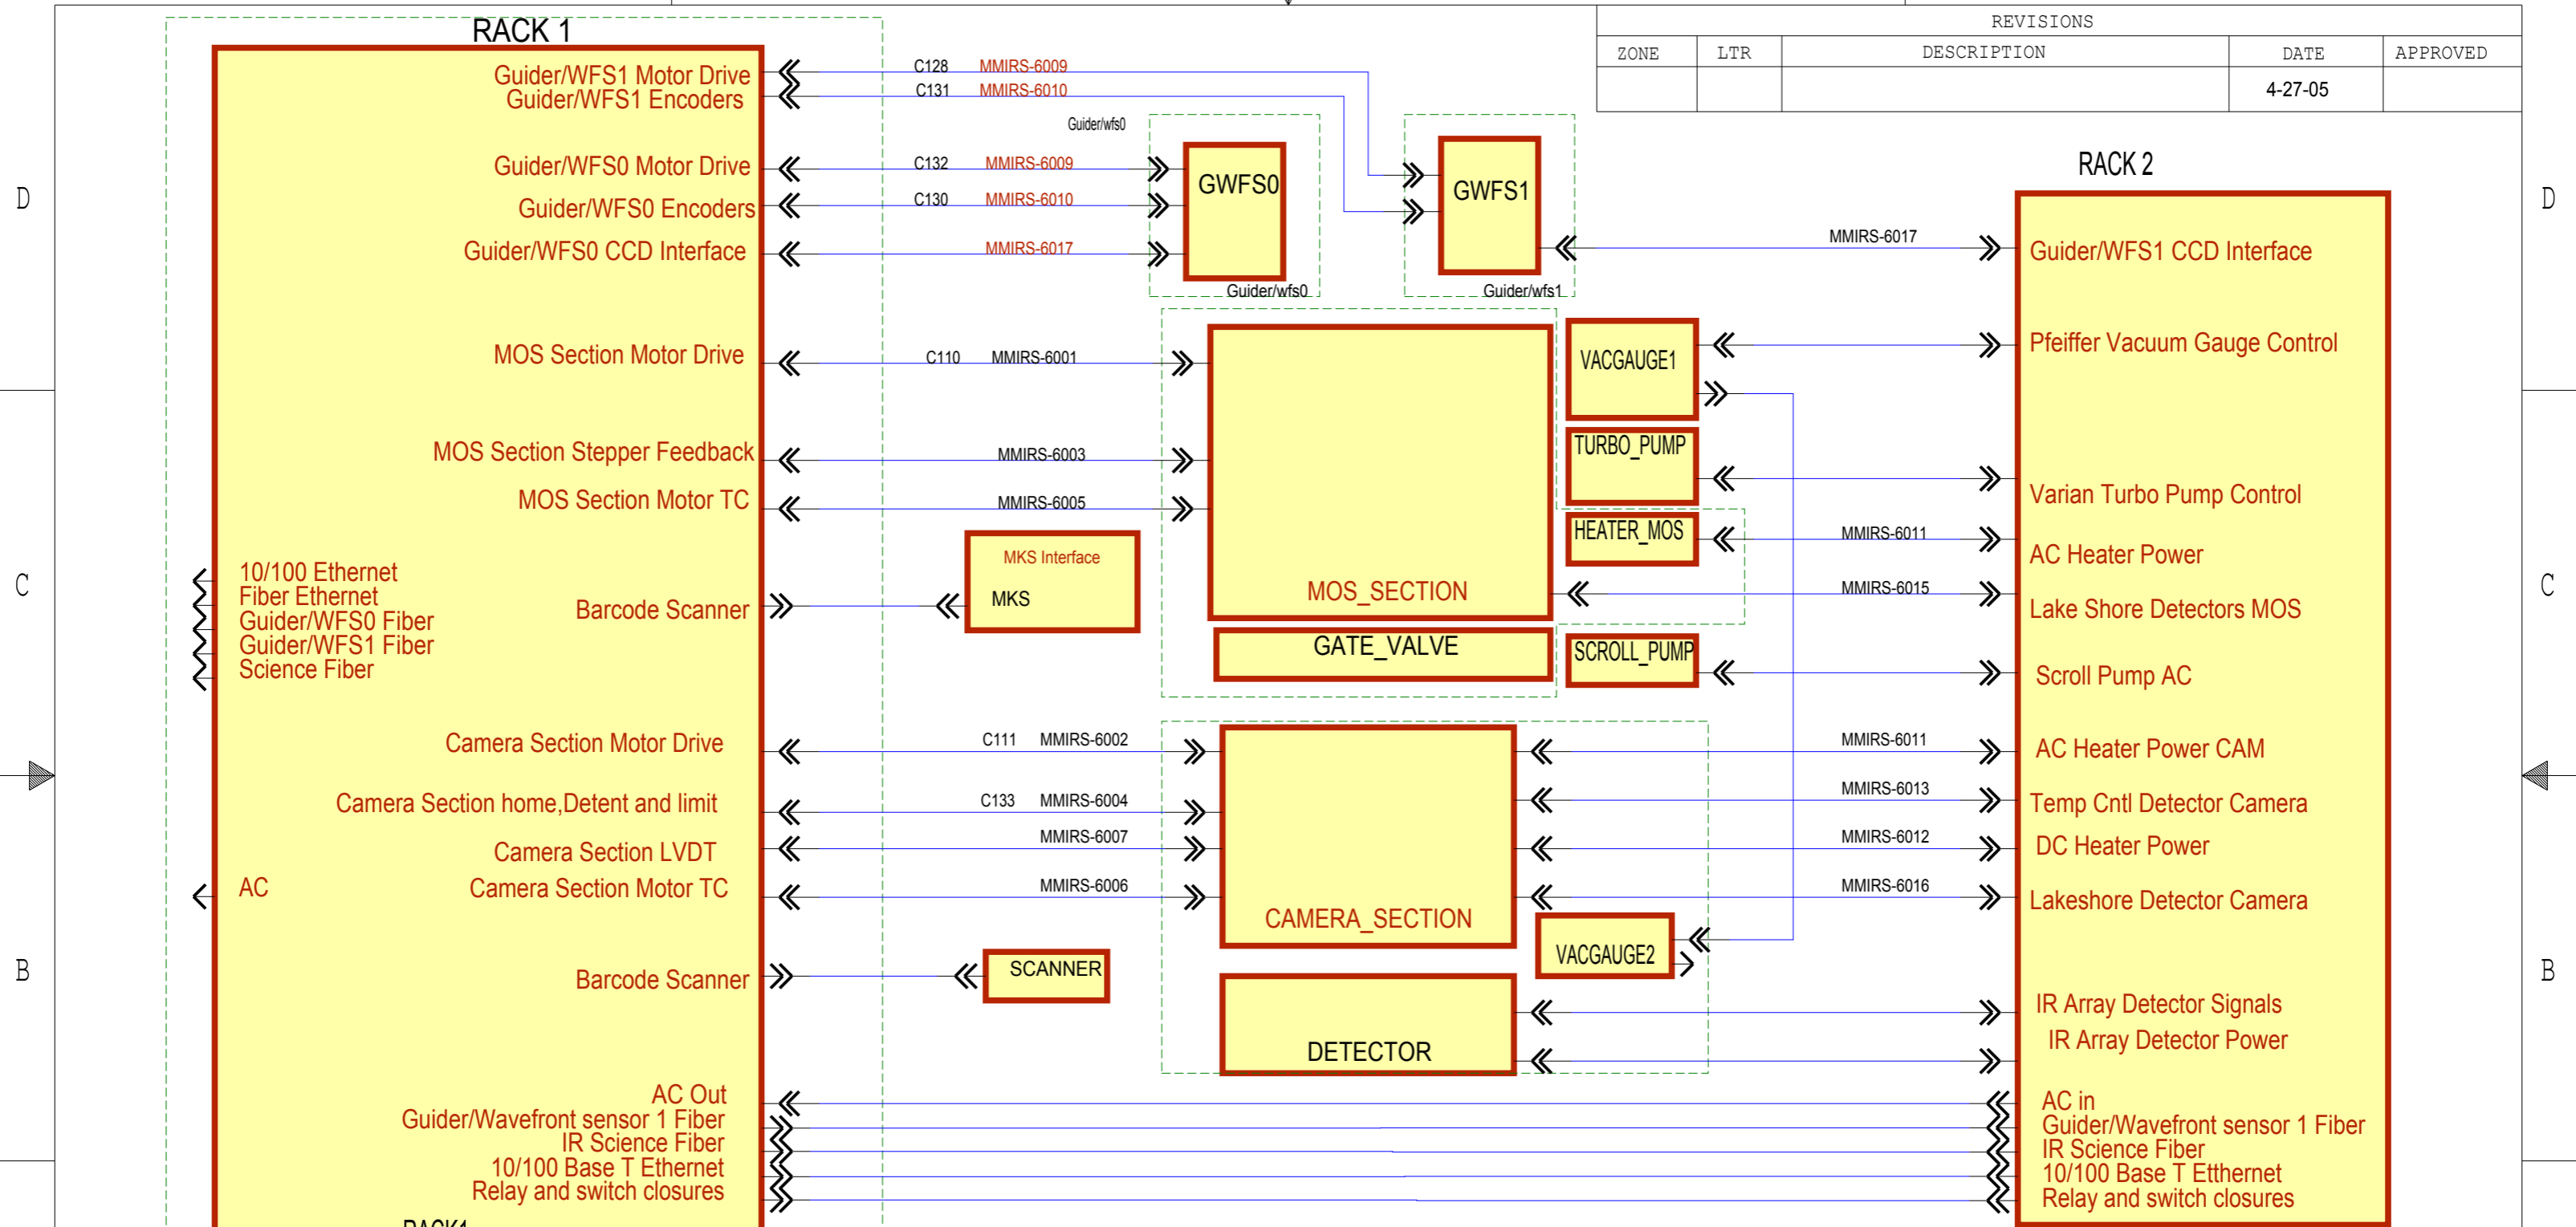 RACK 1
REVISIONS
ZONE LTR DESCRIPTION DATE APPROVED
4-27-05
Guider/WFS1 Motor Drive C128 MMIRS-6009
Guider/WFS1 Encoders C131 MMIRS-6010
Guider/wfs0
RACK 2
Guider/WFS0 Motor Drive C132 MMIRS-6009
GWFS0 GWFS1
D D
Guider/WFS0 Encoders C130 MMIRS-6010
Guider/WFS0 CCD Interface MMIRS-6017
MMIRS-6017 Guider/WFS1 CCD Interface
Guider/wfs0 Guider/wfs1
MOS Section Motor Drive C110 MMIRS-6001
VACGAUGE1 Pfeiffer Vacuum Gauge Control
MOS Section Stepper Feedback MMIRS-6003
TURBO_PUMP
MOS Section Motor TC MMIRS-6005
Varian Turbo Pump Control
HEATER_MOS MMIRS-6011
AC Heater Power
MKS Interface
MKS
10/100 Ethernet
Fiber Ethernet
Guider/WFS0 Fiber
Guider/WFS1 Fiber
Science Fiber
C C
Barcode Scanner
MOS_SECTION
MMIRS-6015
Lake Shore Detectors MOS
GATE_VALVE
SCROLL_PUMP
Scroll Pump AC
Camera Section Motor Drive C111 MMIRS-6002
MMIRS-6011 AC Heater Power CAM
Camera Section home,Detent and limit C133 MMIRS-6004
MMIRS-6013 Temp Cntl Detector Camera
Camera Section LVDT MMIRS-6007
MMIRS-6012 DC Heater Power
AC
Camera Section Motor TC MMIRS-6006
MMIRS-6016 Lakeshore Detector Camera
CAMERA_SECTION
VACGAUGE2
B B
Barcode Scanner
SCANNER
IR Array Detector Signals
IR Array Detector Power
DETECTOR
AC Out
Guider/Wavefront sensor 1 Fiber
IR Science Fiber
10/100 Base T Ethernet
Relay and switch closures
AC in
Guider/Wavefront sensor 1 Fiber
IR Science Fiber
10/100 Base T Etthernet
Relay and switch closures
RACK1